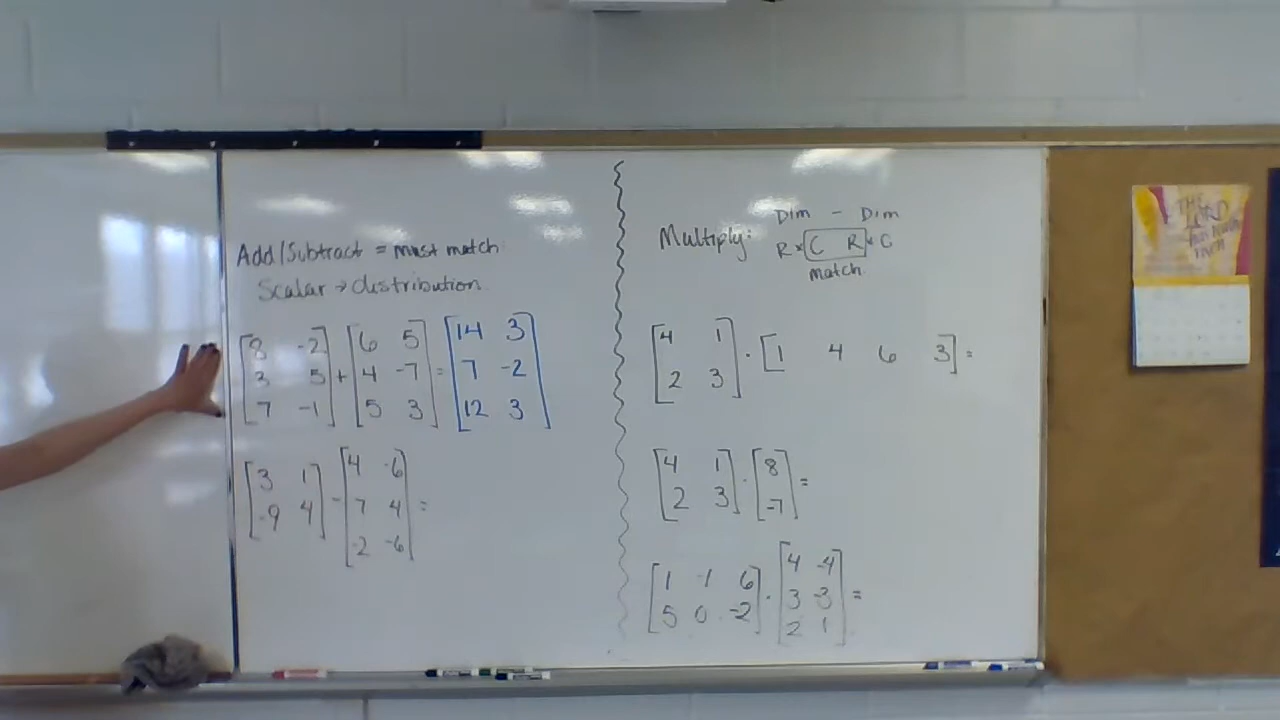 Add/Subtract = must match
Scalar → distribution
[8 -2] [6 5] [14 3]
[3 5] + [4 -7] = [7 -2]
[7 -1] [5 3] [12 3]
[3 1] - [4 -6] =
[-9 4] [7 4]
[-2 -6]
Dim - Dim
Multiply: R × C R × C
match
[4 1] · [1 4 6 3] =
[2 3]
[4 1] · [8] =
[2 3] [-7]
[1 -1 6] · [4 -4] =
[5 0 -2] [3 -3]
[2 1]
THE
LORD